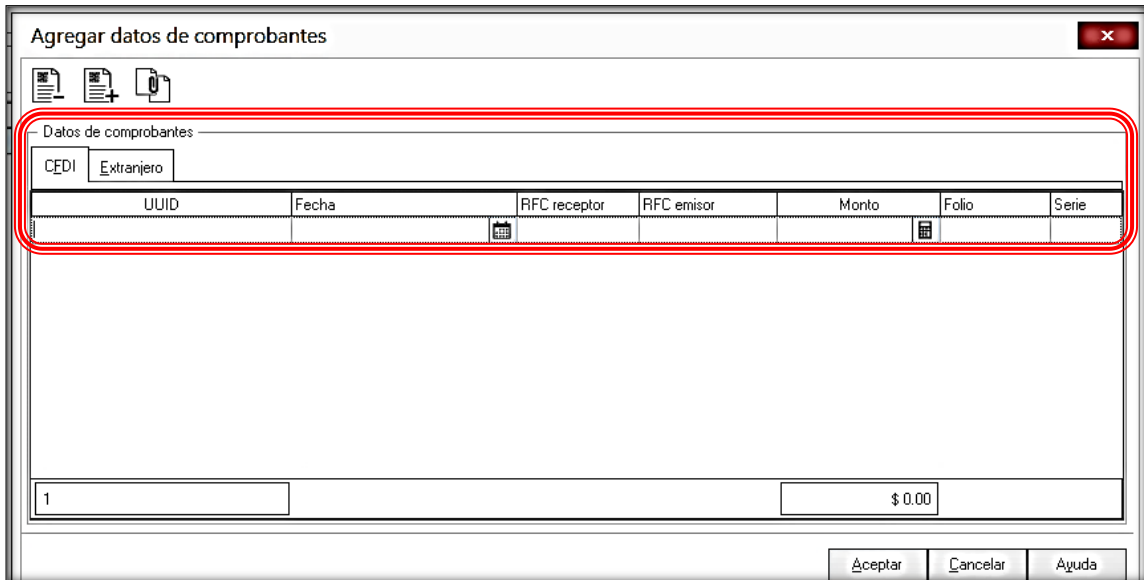 Agregar datos de comprobantes
x
Datos de comprobantes
CFDI Extranjero
UUID Fecha RFC receptor RFC emisor Monto Folio Serie
1 $ 0.00
Aceptar Cancelar Ayuda